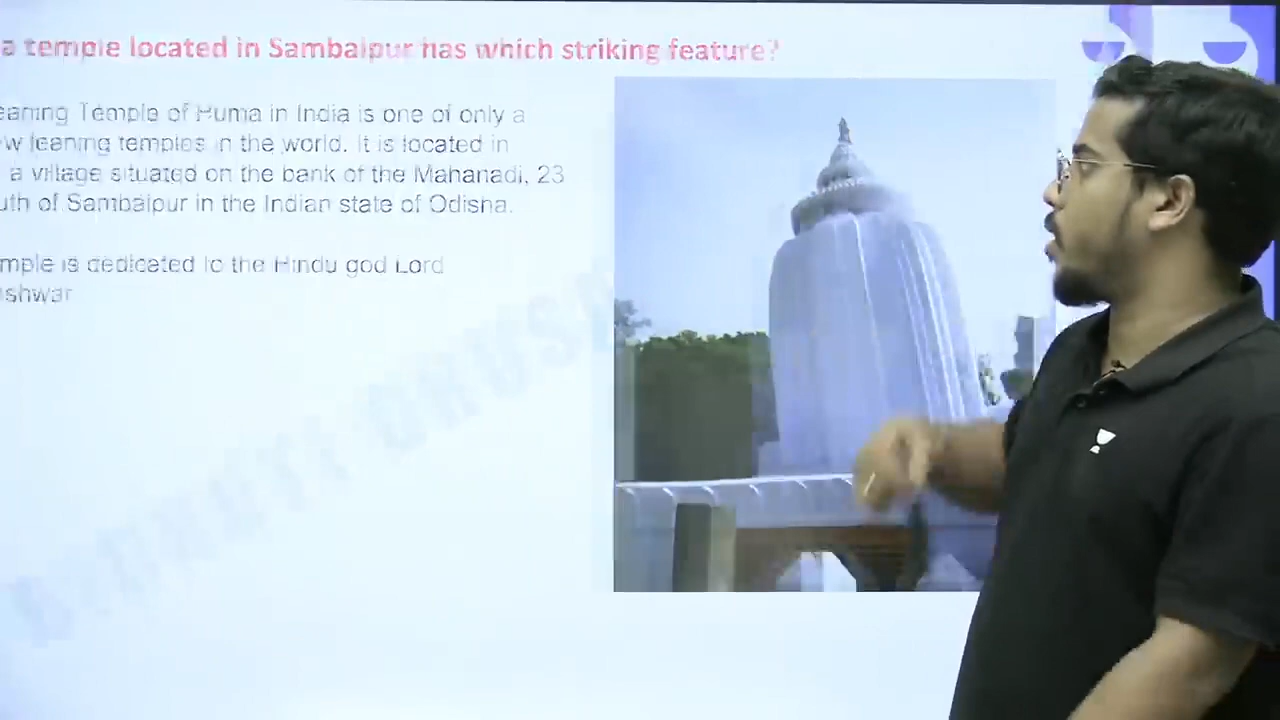 a temple located in Sambalpur has which striking feature?
eaning Temple of Huma in India is one of only a
w leaning temples in the world. It is located in
a village situated on the bank of the Mahanadi, 23
uth of Sambalpur in the Indian state of Odisha.
mple is dedicated to the Hindu god Lord
shwar